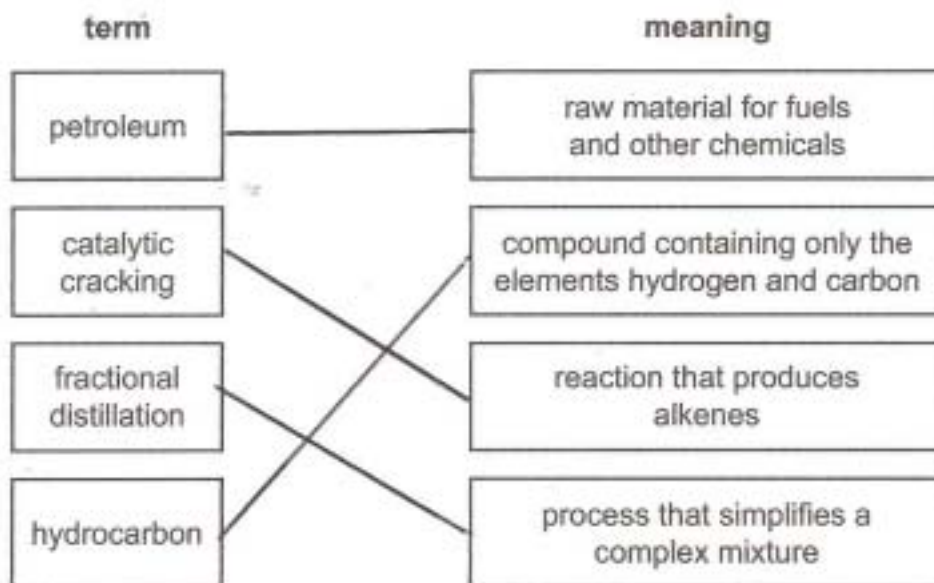 term
meaning
petroleum
raw material for fuels
and other chemicals
catalytic
cracking
compound containing only the
elements hydrogen and carbon
fractional
distillation
reaction that produces
alkenes
hydrocarbon
process that simplifies a
complex mixture